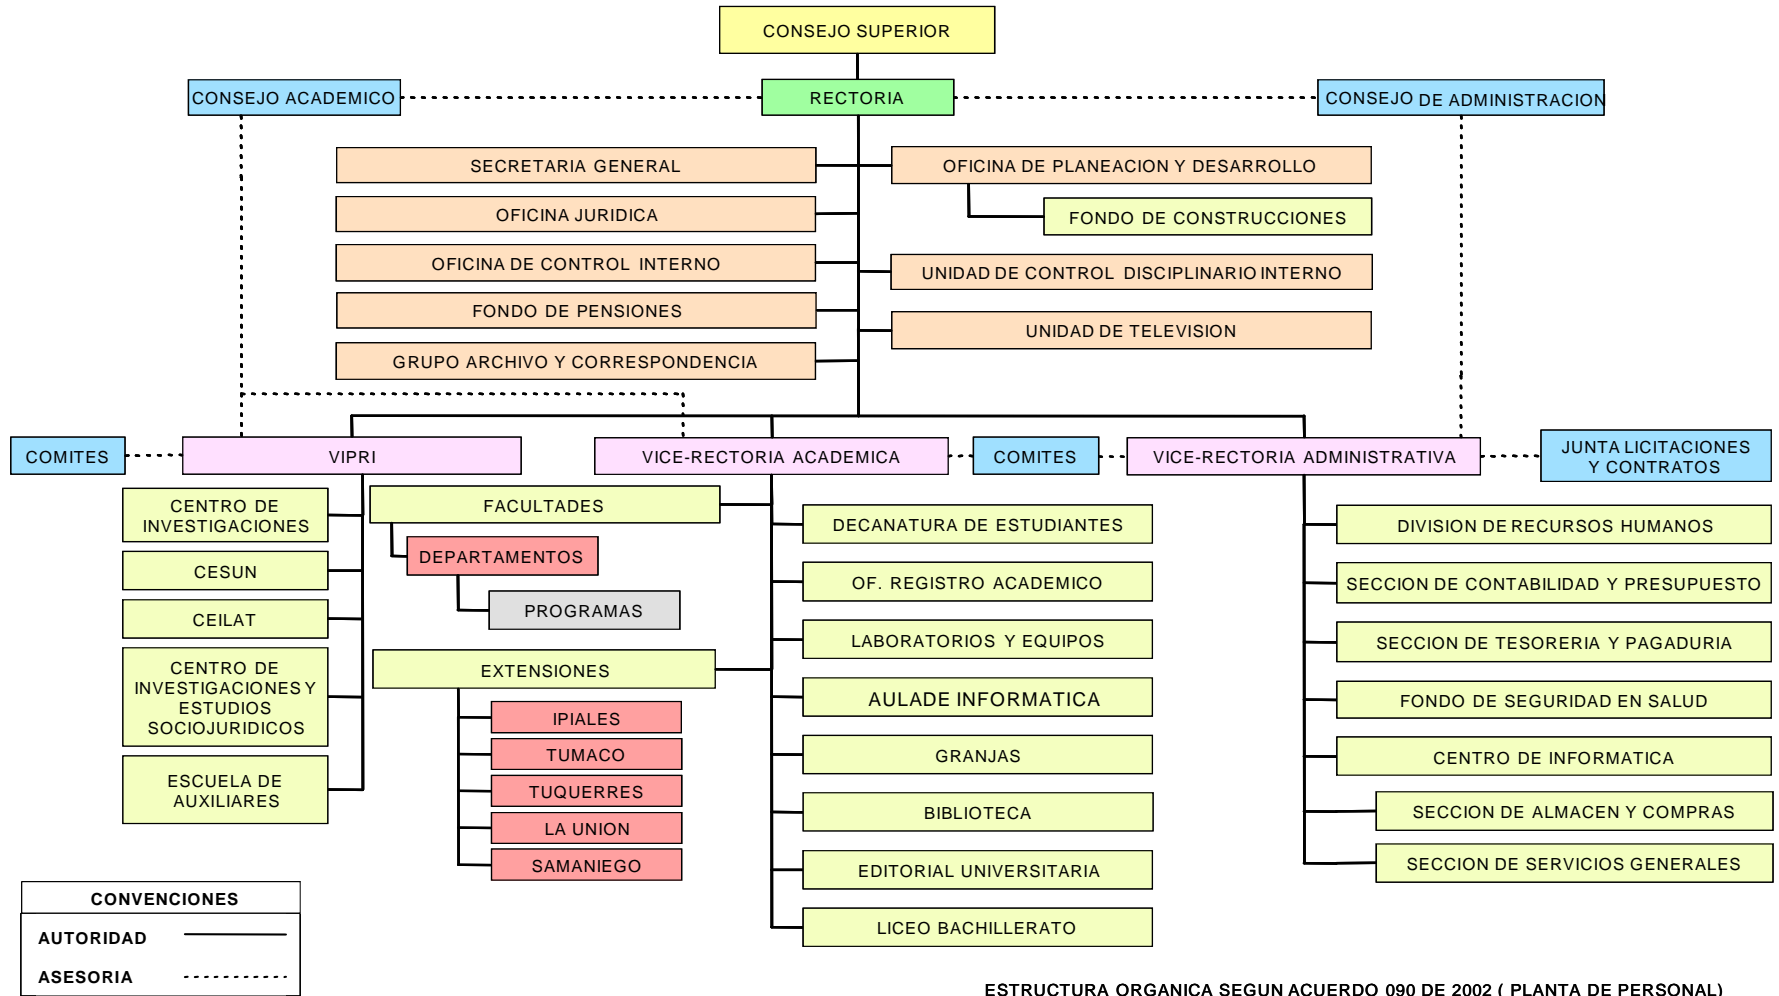 CONSEJO SUPERIOR
CONSEJO ACADEMICO
RECTORIA
CONSEJO DE ADMINISTRACION
SECRETARIA GENERAL
OFICINA DE PLANEACION Y DESARROLLO
OFICINA JURIDICA
FONDO DE CONSTRUCCIONES
OFICINA DE CONTROL INTERNO
UNIDAD DE CONTROL DISCIPLINARIO INTERNO
FONDO DE PENSIONES
UNIDAD DE TELEVISION
GRUPO ARCHIVO Y CORRESPONDENCIA
COMITES
VIPRI
VICE-RECTORIA ACADEMICA
COMITES
VICE-RECTORIA ADMINISTRATIVA
JUNTA LICITACIONES
Y CONTRATOS
CENTRO DE
INVESTIGACIONES
CESUN
CEILAT
CENTRO DE
INVESTIGACIONES Y
ESTUDIOS
SOCIOJURIDICOS
ESCUELA DE
AUXILIARES
FACULTADES
DEPARTAMENTOS
PROGRAMAS
EXTENSIONES
IPIALES
TUMACO
TUQUERRES
LA UNION
SAMANIEGO
DECANATURA DE ESTUDIANTES
OF. REGISTRO ACADEMICO
LABORATORIOS Y EQUIPOS
AULADE INFORMATICA
GRANJAS
BIBLIOTECA
EDITORIAL UNIVERSITARIA
LICEO BACHILLERATO
DIVISION DE RECURSOS HUMANOS
SECCION DE CONTABILIDAD Y PRESUPUESTO
SECCION DE TESORERIA Y PAGADURIA
FONDO DE SEGURIDAD EN SALUD
CENTRO DE INFORMATICA
SECCION DE ALMACEN Y COMPRAS
SECCION DE SERVICIOS GENERALES
CONVENCIONES
AUTORIDAD
ASESORIA
ESTRUCTURA ORGANICA SEGUN ACUERDO 090 DE 2002 ( PLANTA DE PERSONAL)